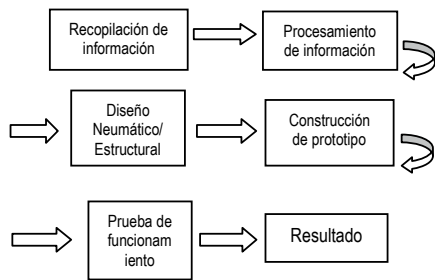 Recopilación de
información
Procesamiento
de información
Diseño
Neumático/
Estructural
Construcción
de prototipo
Prueba de
funcionam
iento
Resultado